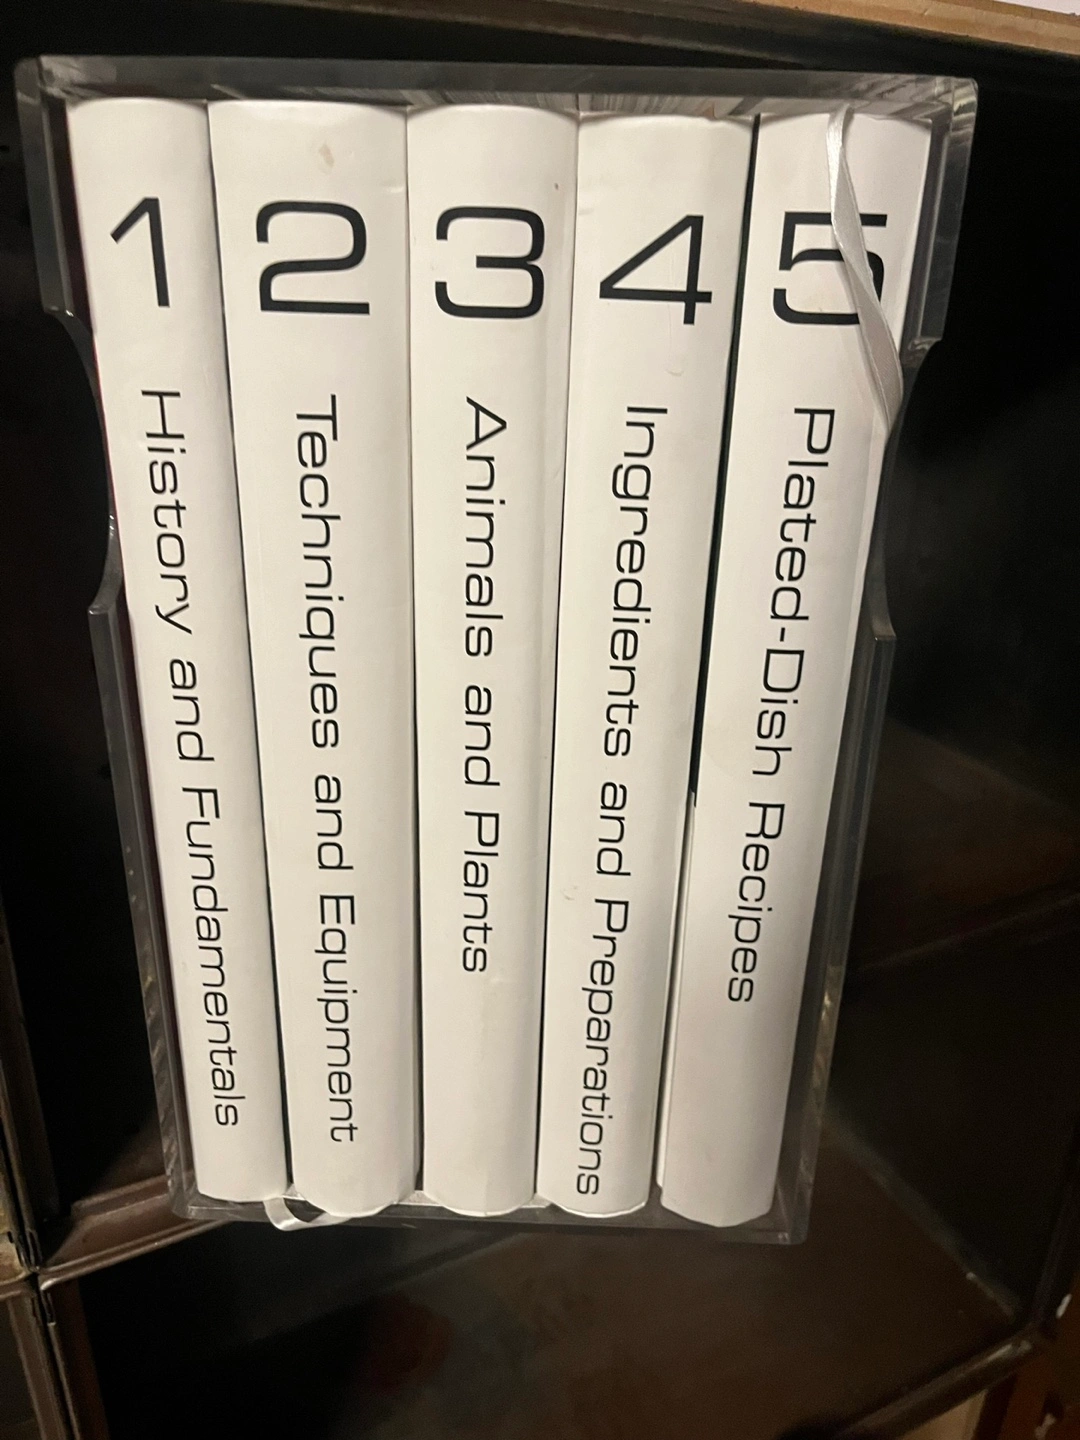 1 History and Fundamentals
2 Techniques and Equipment
3 Animals and Plants
4 Ingredients and Preparations
5 Plated-Dish Recipes